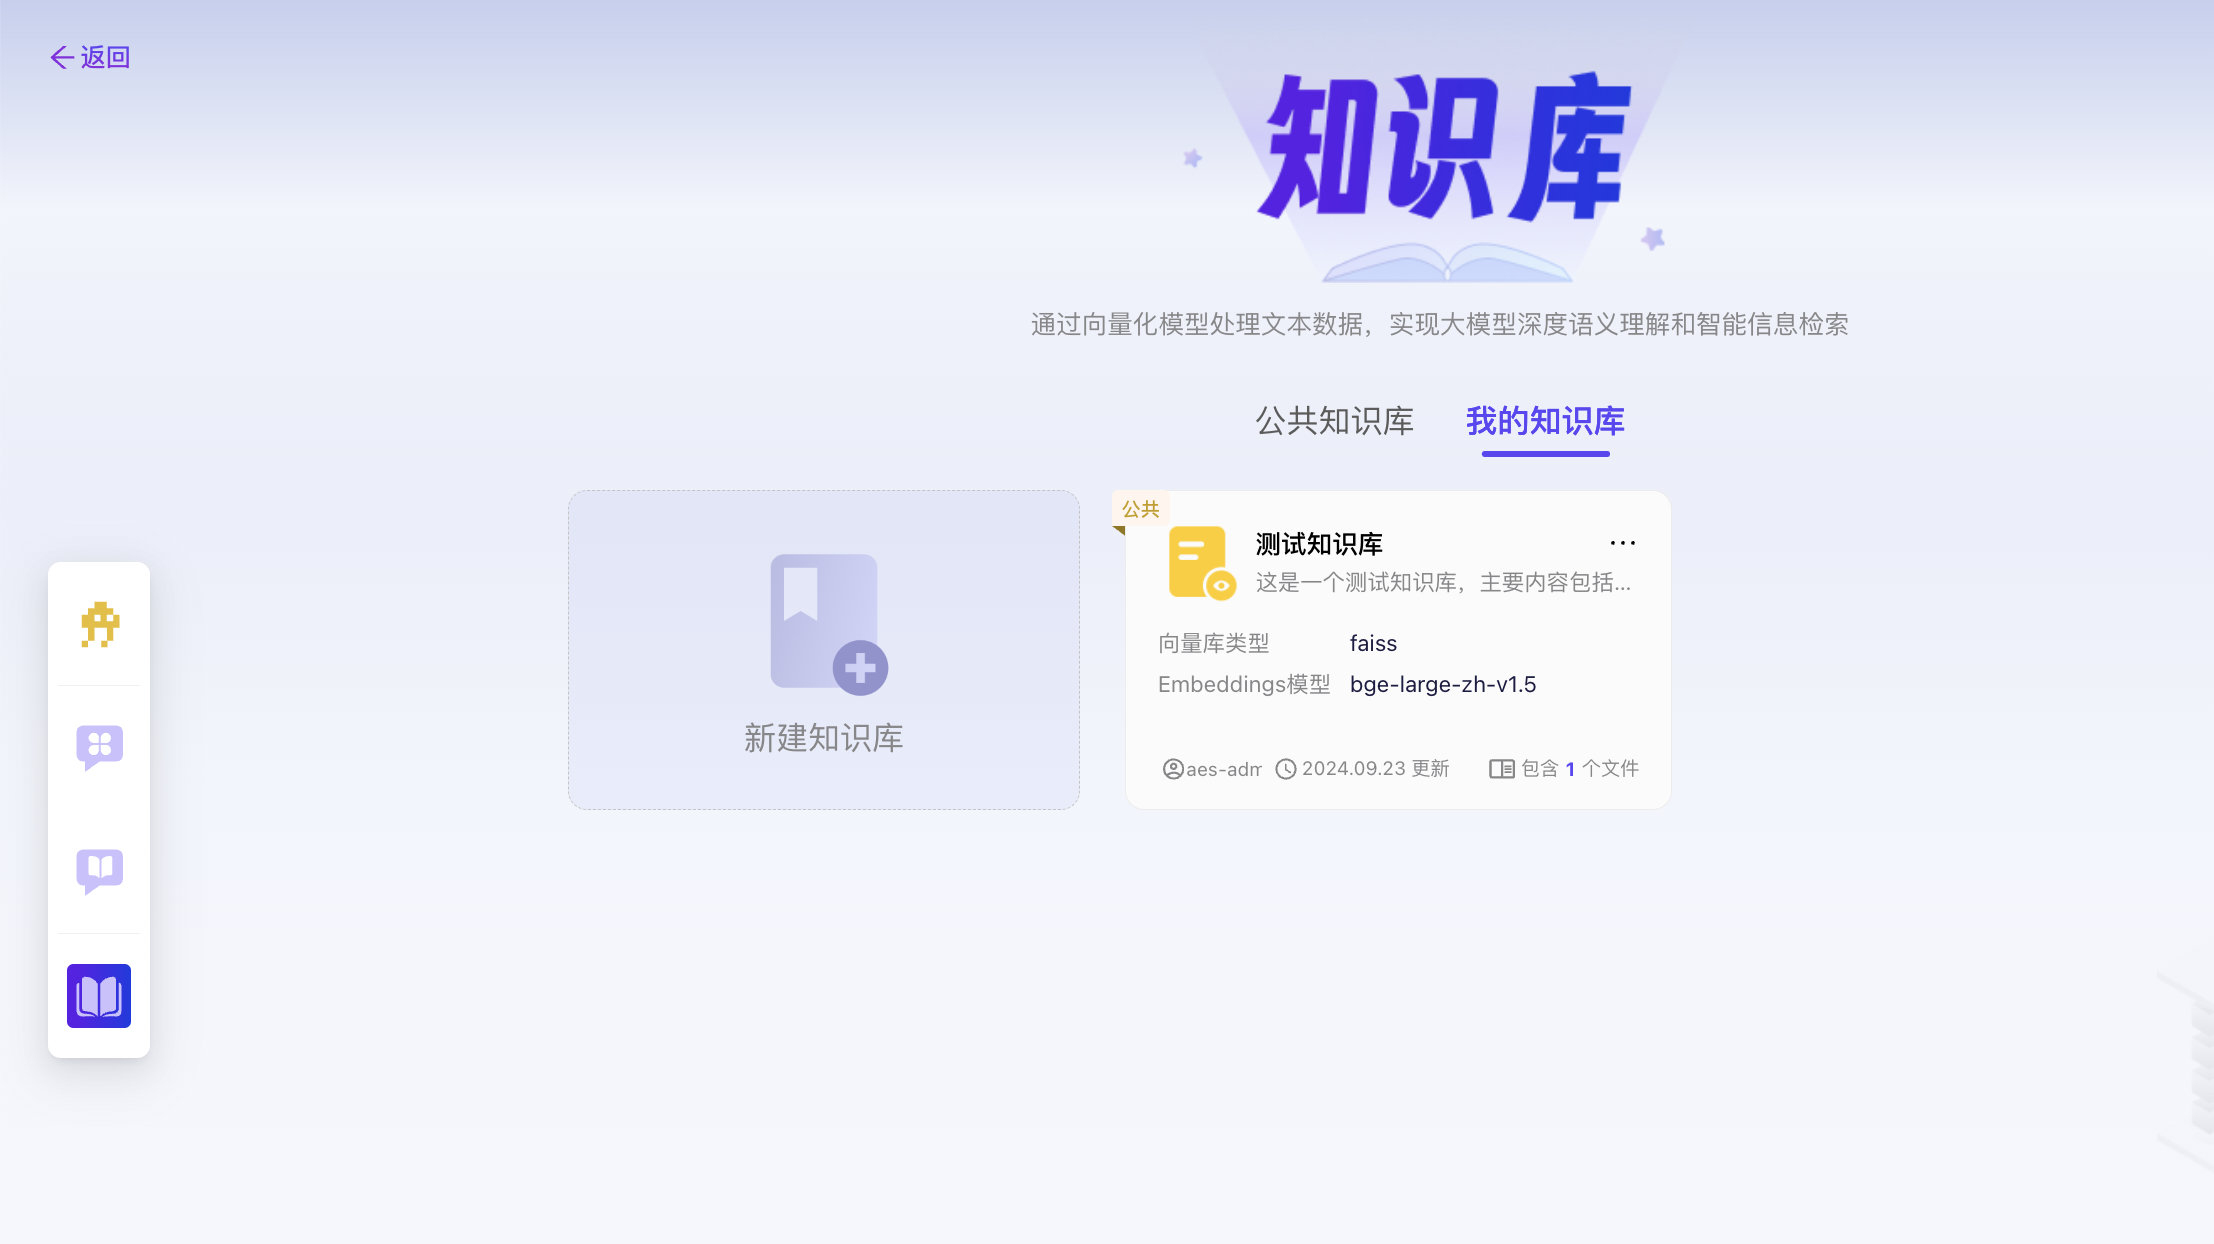 返回
知识库
通过向量化模型处理文本数据，实现大模型深度语义理解和智能信息检索
公共知识库 我的知识库
新建知识库
公共
测试知识库
这是一个测试知识库，主要内容包括...
向量库类型 faiss
Embeddings模型 bge-large-zh-v1.5
aes-adm 2024.09.23 更新 包含 1 个文件